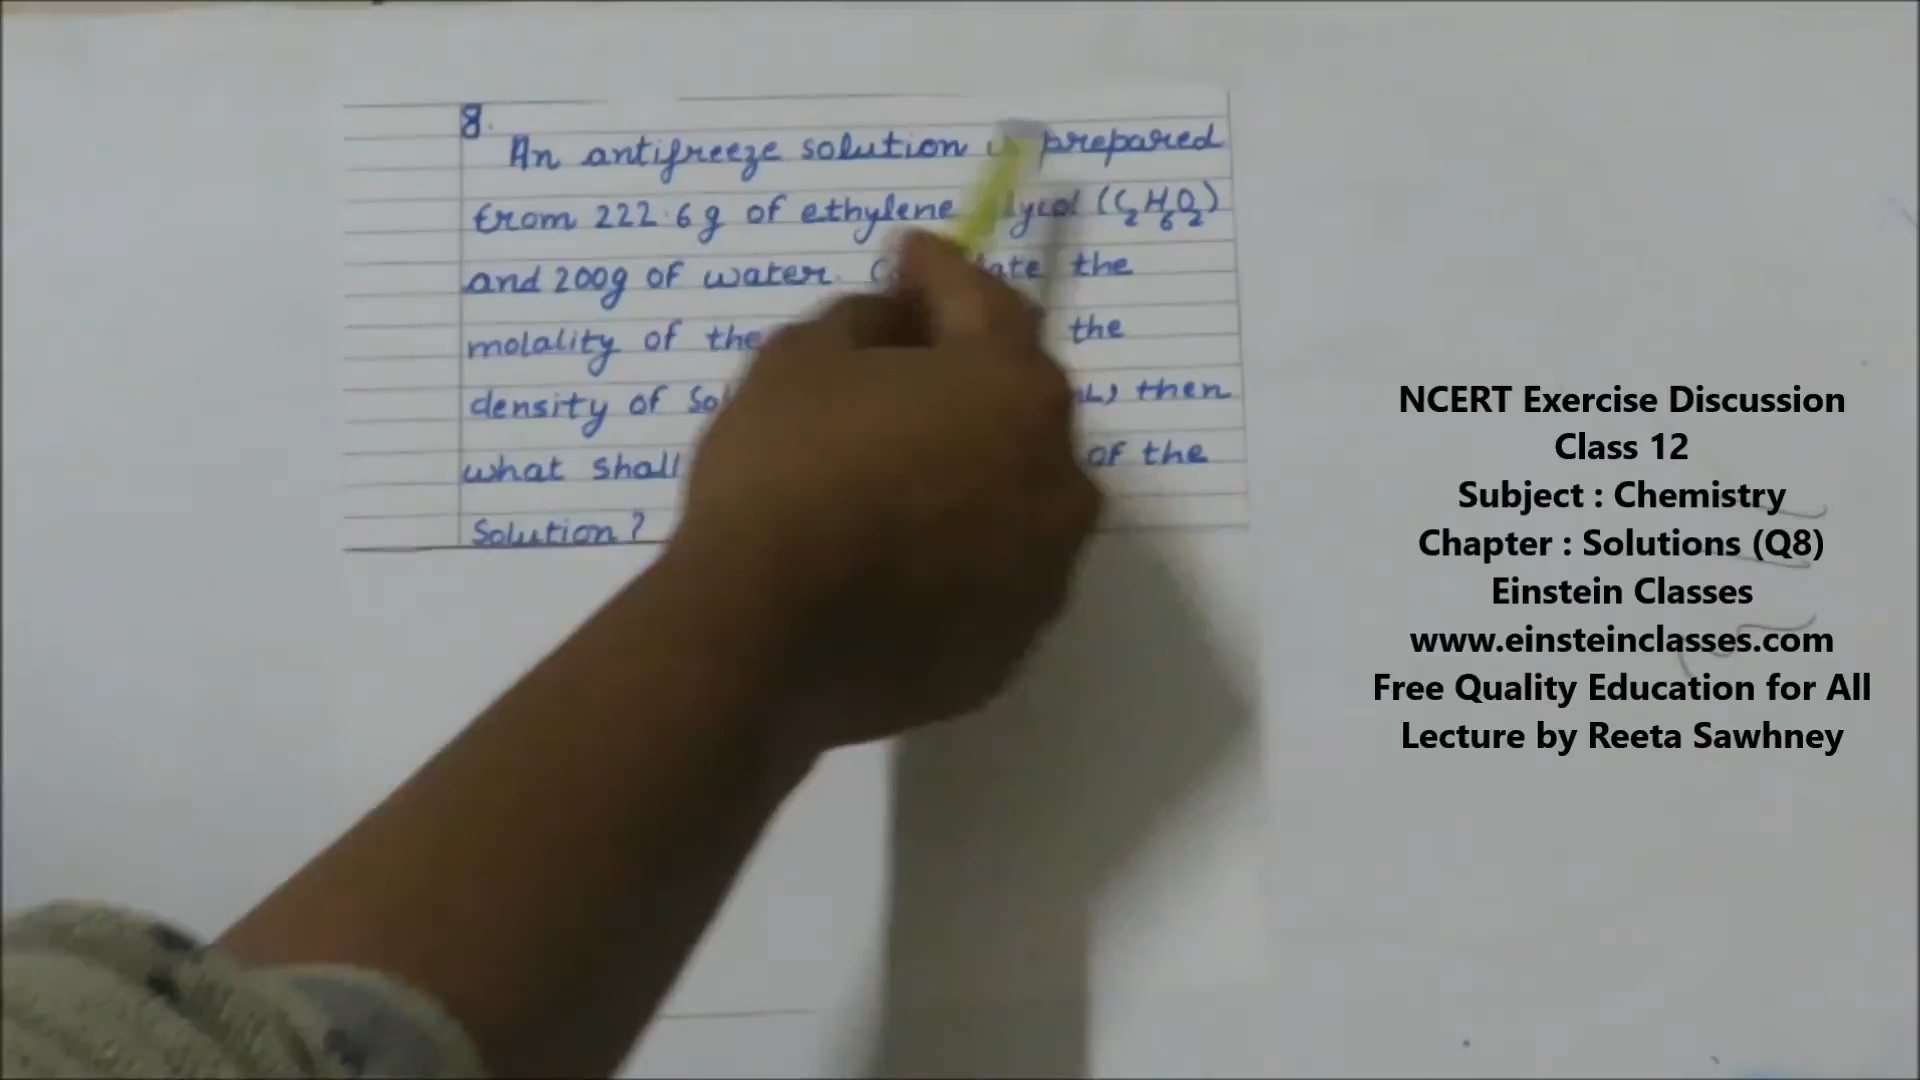 8.
An antifreeze solution prepared
from 222.6g of ethylene (C₂H₆O₂)
and 200g of water. the
molality of the the
density of then
what shall of the
Solution?
NCERT Exercise Discussion
Class 12
Subject : Chemistry
Chapter : Solutions (Q8)
Einstein Classes
www.einsteinclasses.com
Free Quality Education for All
Lecture by Reeta Sawhney